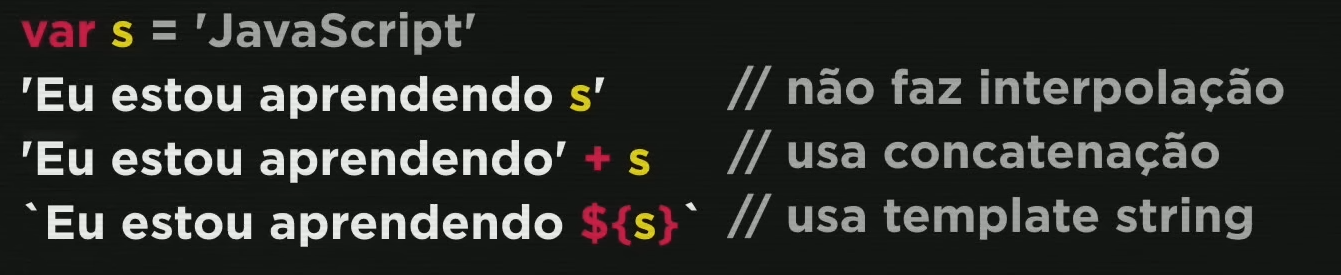 var s = 'JavaScript'
'Eu estou aprendendo s' // não faz interpolação
'Eu estou aprendendo' + s // usa concatenação
`Eu estou aprendendo ${s}` // usa template string